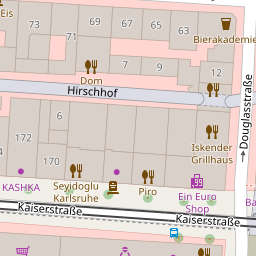 Eis
67
69
65
63
71
73
Bierakademie
7
9
12
Dom
Hirschhof
Douglasstraße
6
172
Iskender
Grillhaus
170
KASHKA
Seyidoglu
Karlsruhe
Piro
Ein Euro
Shop
Kaiserstraße
Kaiserstraße